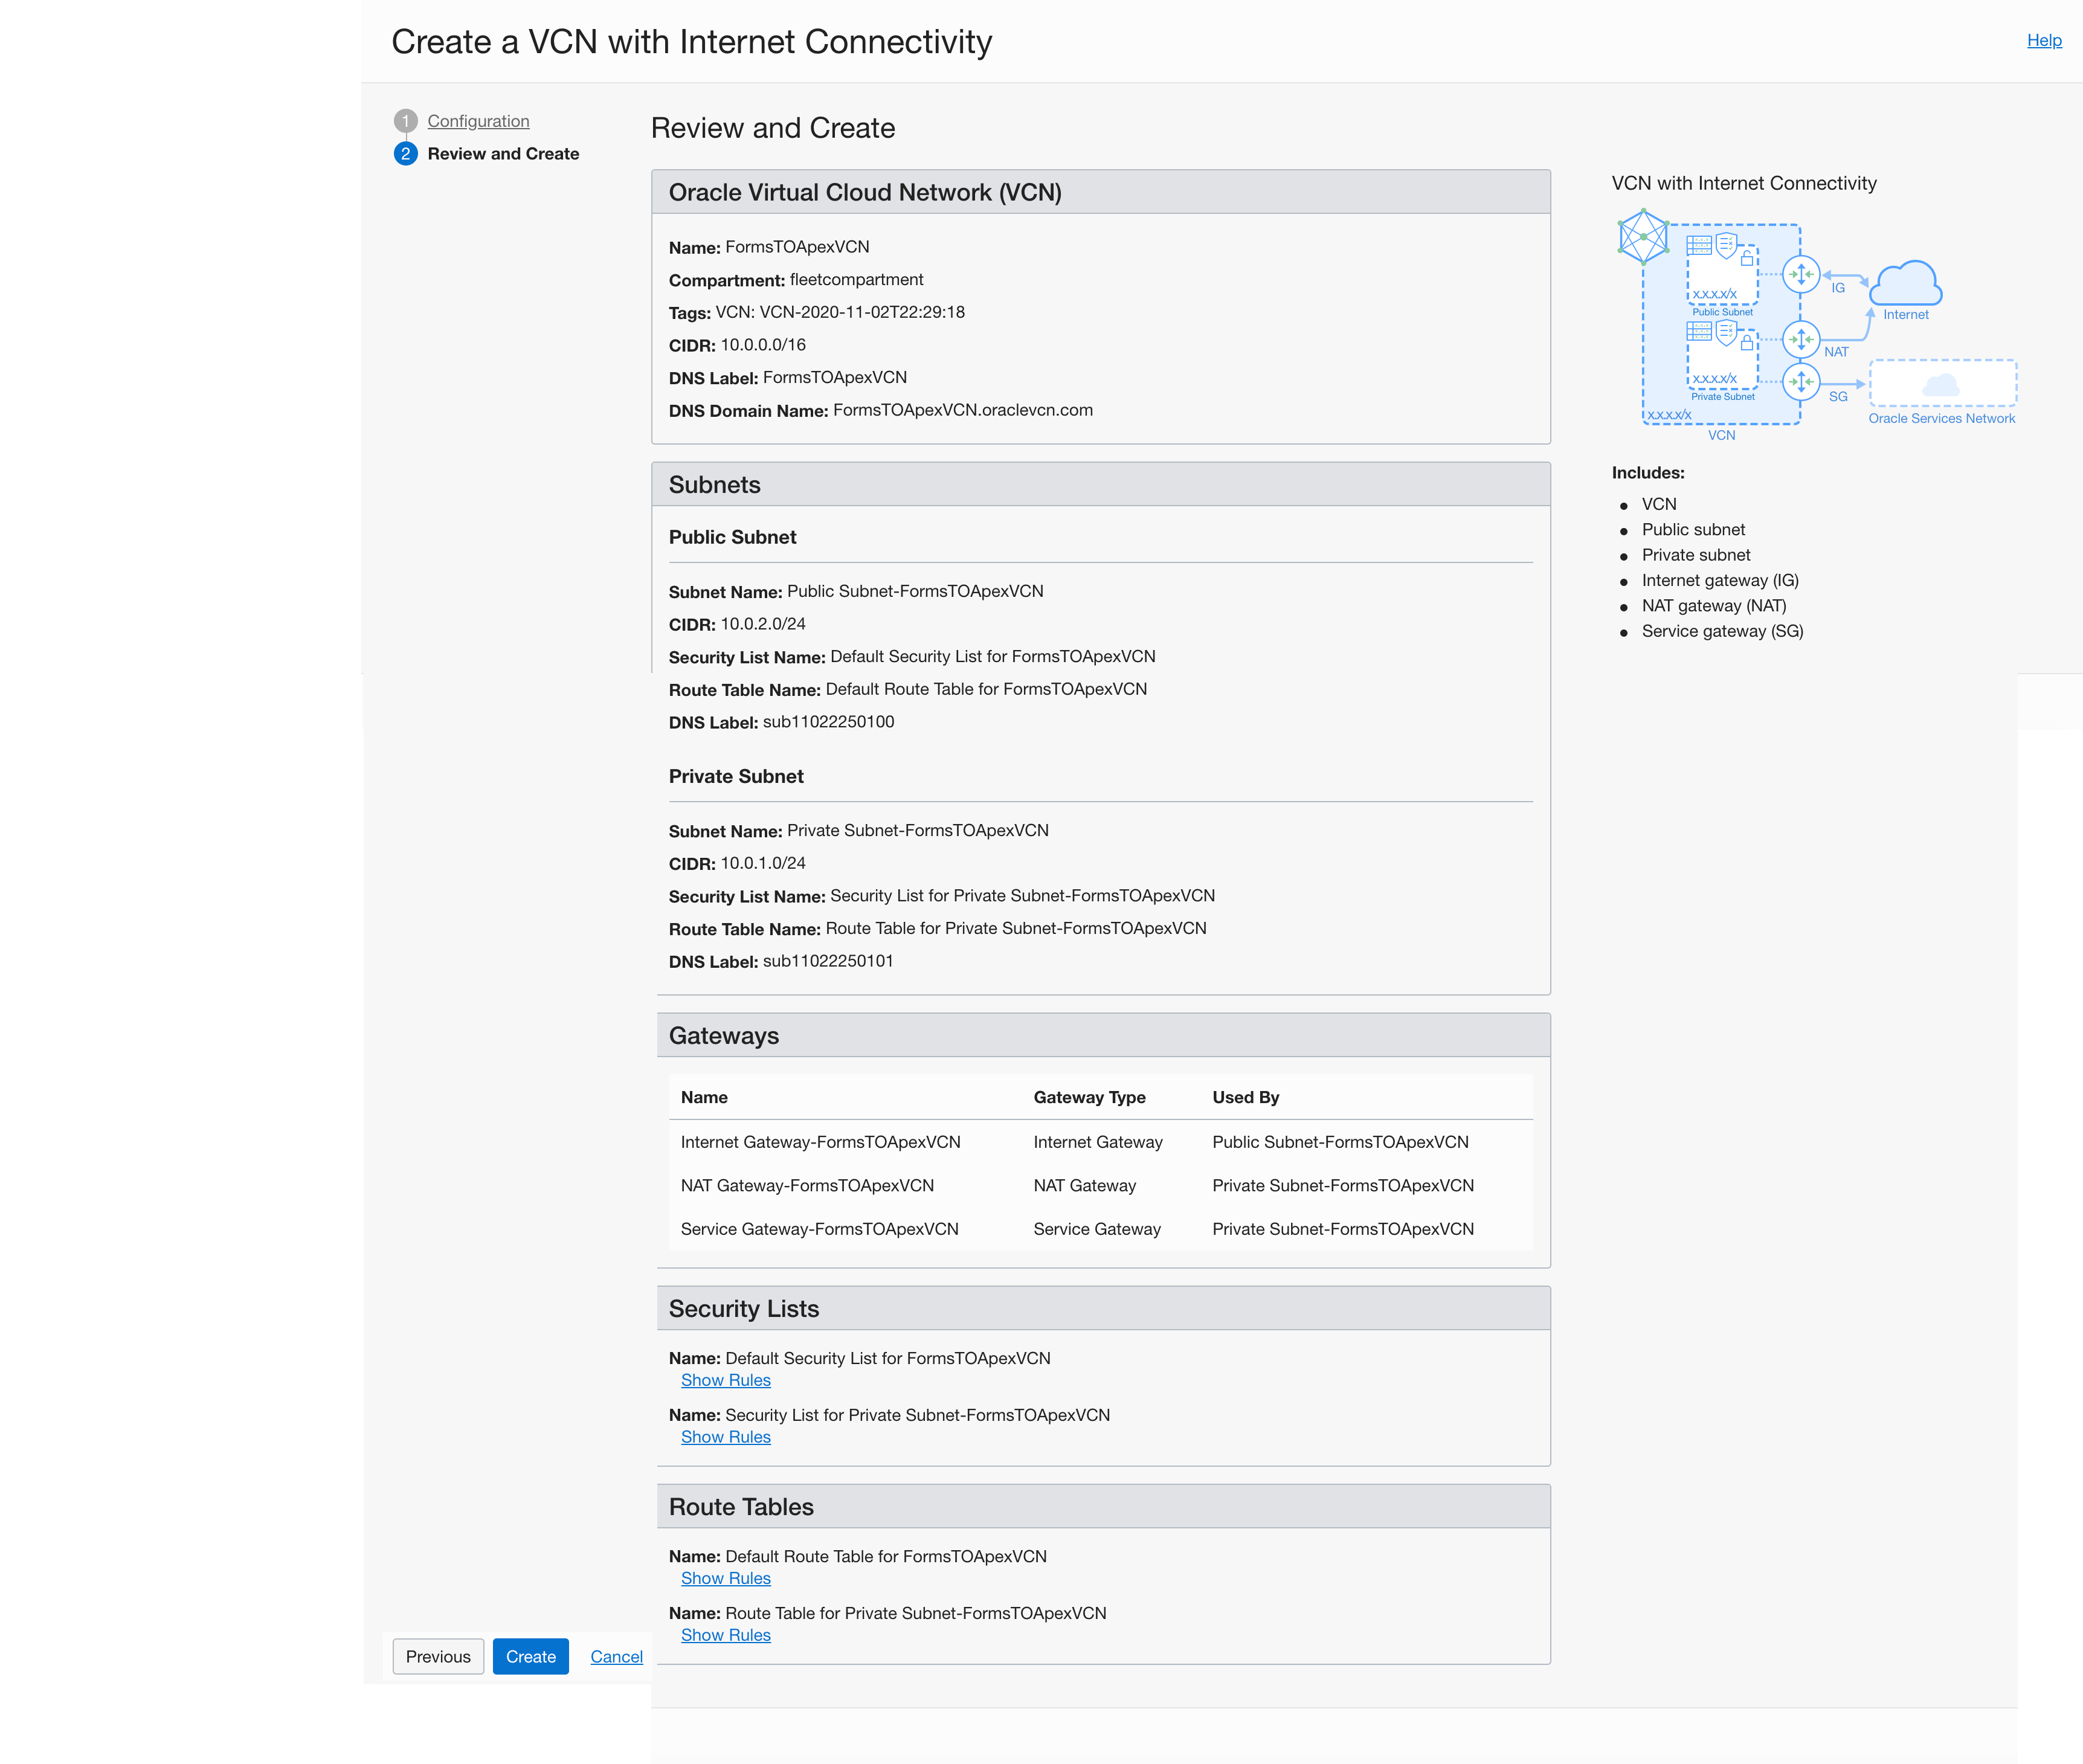 Create a VCN with Internet Connectivity
Help
1 Configuration
2 Review and Create
Review and Create
Oracle Virtual Cloud Network (VCN)
Name: FormsTOApexVCN
Compartment: fleetcompartment
Tags: VCN: VCN-2020-11-02T22:29:18
CIDR: 10.0.0.0/16
DNS Label: FormsTOApexVCN
DNS Domain Name: FormsTOApexVCN.oraclevcn.com
Subnets
Public Subnet
Subnet Name: Public Subnet-FormsTOApexVCN
CIDR: 10.0.2.0/24
Security List Name: Default Security List for FormsTOApexVCN
Route Table Name: Default Route Table for FormsTOApexVCN
DNS Label: sub11022250100
Private Subnet
Subnet Name: Private Subnet-FormsTOApexVCN
CIDR: 10.0.1.0/24
Security List Name: Security List for Private Subnet-FormsTOApexVCN
Route Table Name: Route Table for Private Subnet-FormsTOApexVCN
DNS Label: sub11022250101
Gateways
Name Gateway Type Used By
Internet Gateway-FormsTOApexVCN Internet Gateway Public Subnet-FormsTOApexVCN
NAT Gateway-FormsTOApexVCN NAT Gateway Private Subnet-FormsTOApexVCN
Service Gateway-FormsTOApexVCN Service Gateway Private Subnet-FormsTOApexVCN
Security Lists
Name: Default Security List for FormsTOApexVCN
Show Rules
Name: Security List for Private Subnet-FormsTOApexVCN
Show Rules
Route Tables
Name: Default Route Table for FormsTOApexVCN
Show Rules
Name: Route Table for Private Subnet-FormsTOApexVCN
Show Rules
Previous Create Cancel
VCN with Internet Connectivity
X.X.X.X/X
Public Subnet
IG
Internet
NAT
X.X.X.X/X
Private Subnet
SG
X.X.X.X/X
Oracle Services Network
VCN
Includes:
● VCN
● Public subnet
● Private subnet
● Internet gateway (IG)
● NAT gateway (NAT)
● Service gateway (SG)